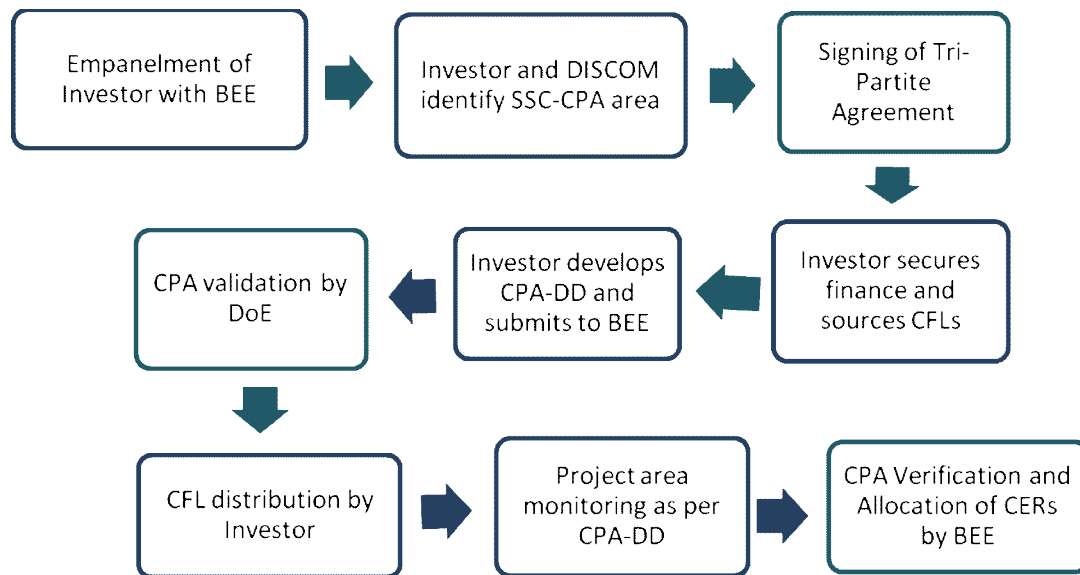 Empanelment of
Investor with BEE
Investor and DISCOM
identify SSC-CPA area
Signing of Tri-
Partite
Agreement
Investor secures
finance and
sources CFLs
Investor develops
CPA-DD and
submits to BEE
CPA validation by
DoE
CFL distribution by
Investor
Project area
monitoring as per
CPA-DD
CPA Verification and
Allocation of CERs
by BEE